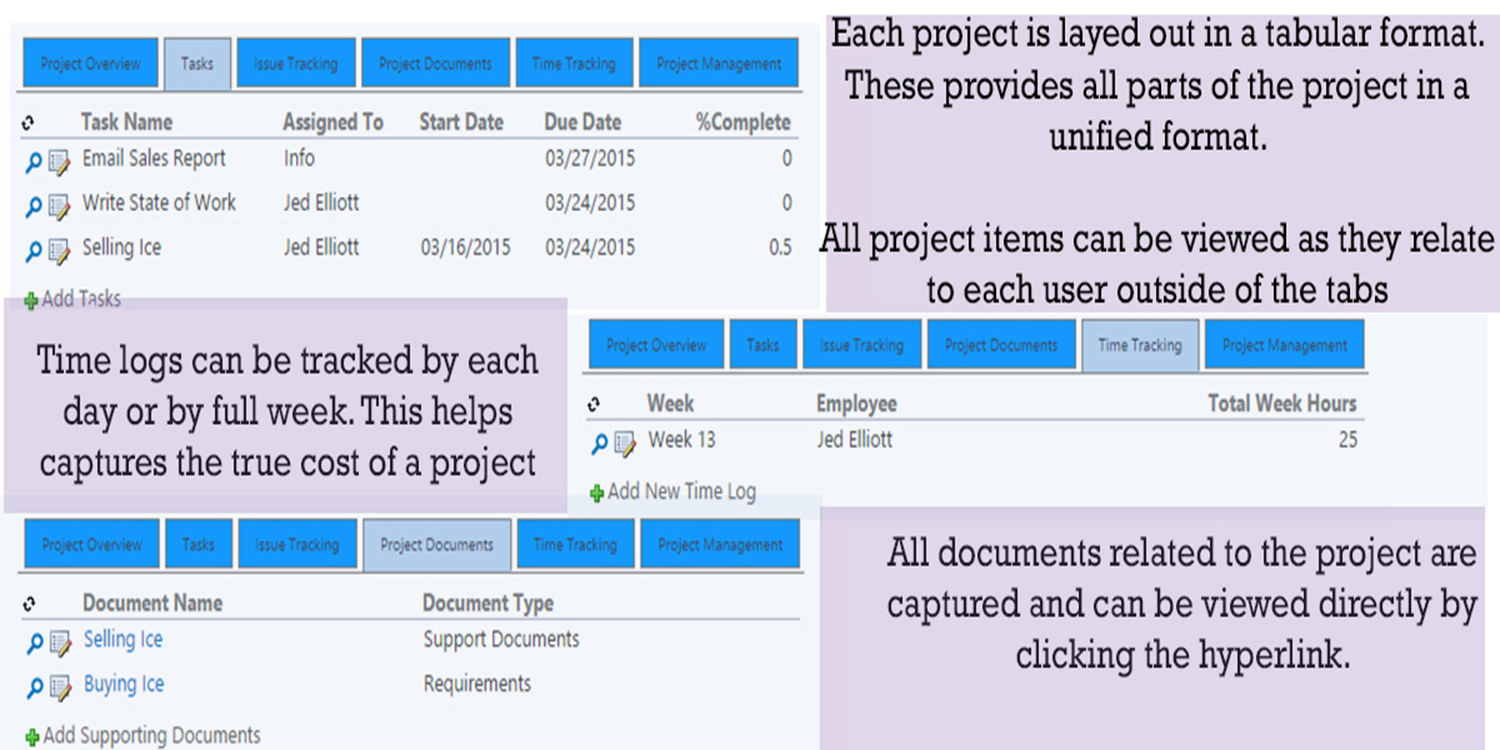 Project Overview Tasks Issue Tracking Project Documents Time Tracking Project Management
Task Name Assigned To Start Date Due Date %Complete
Email Sales Report Info 03/27/2015 0
Write State of Work Jed Elliott 03/24/2015 0
Selling Ice Jed Elliott 03/16/2015 03/24/2015 0.5
Add Tasks
Each project is layed out in a tabular format.
These provides all parts of the project in a
unified format.
All project items can be viewed as they relate
to each user outside of the tabs
Time logs can be tracked by each
day or by full week. This helps
captures the true cost of a project
Project Overview Tasks Issue Tracking Project Documents Time Tracking Project Management
Week Employee Total Week Hours
Week 13 Jed Elliott 25
Add New Time Log
Project Overview Tasks Issue Tracking Project Documents Time Tracking Project Management
Document Name Document Type
Selling Ice Support Documents
Buying Ice Requirements
Add Supporting Documents
All documents related to the project are
captured and can be viewed directly by
clicking the hyperlink.